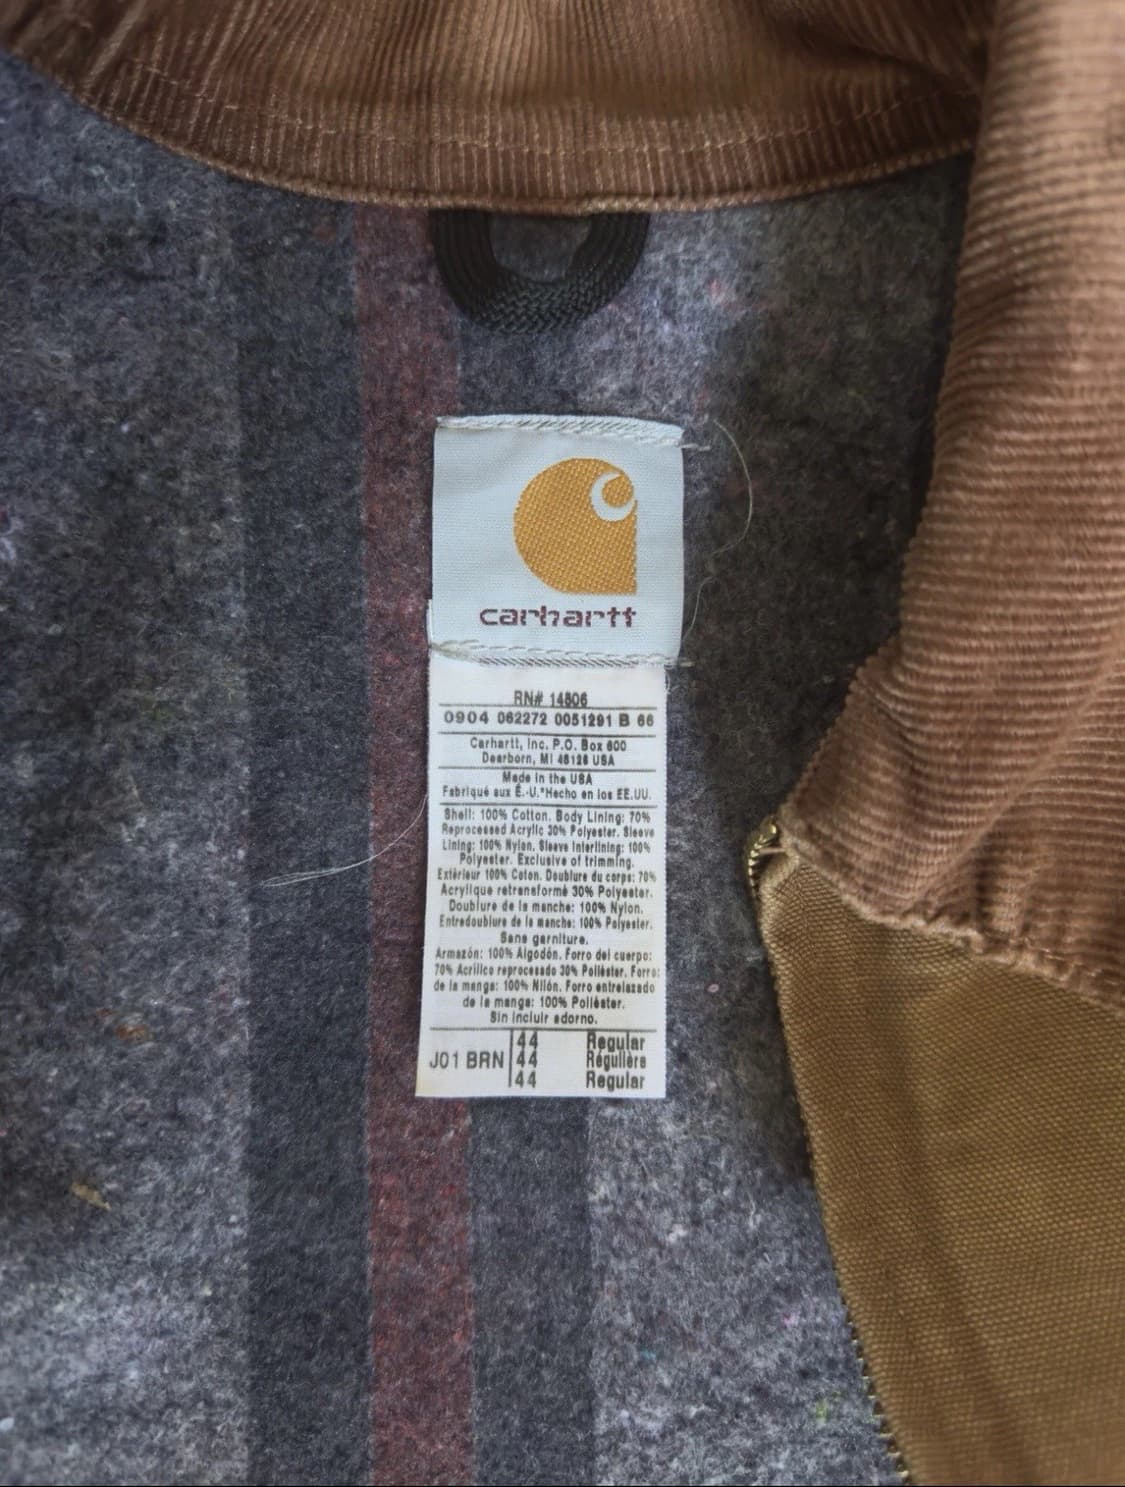 carhartt
RN# 14806
0904 062272 0051291 B 66
Carhartt, Inc. P.O. Box 600
Dearborn, MI 48126 USA
Made in the USA
Fabriqué aux É.-U.*Hecho en los EE.UU.
Shell: 100% Cotton. Body Lining: 70%
Reprocessed Acrylic 30% Polyester. Sleeve
Lining: 100% Nylon. Sleeve Interlining: 100%
Polyester. Exclusive of trimming.
Extérieur 100% Coton. Doublure du corps: 70%
Acrylique retransformé 30% Polyester.
Doublure de la manche: 100% Nylon.
Entredoublure de la manche: 100% Polyester.
Sans garniture.
Armazón: 100% Algodón. Forro del cuerpo:
70% Acrílico reprocesado 30% Poliéster. Forro:
de la manga: 100% Nilón. Forro entrelazado
de la manga: 100% Poliéster.
Sin incluir adorno.
J01 BRN
44 Regular
44 Régulière
44 Regular